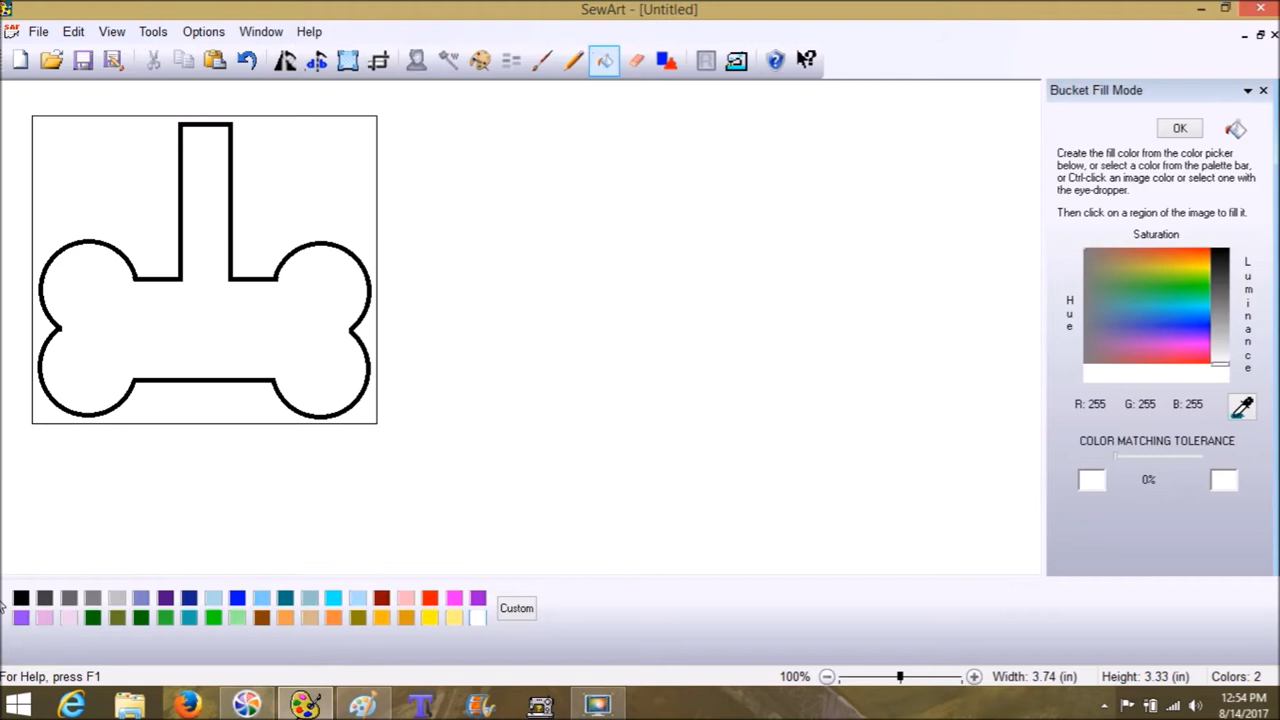 SewArt - [Untitled]
File Edit View Tools Options Window Help
Bucket Fill Mode
OK
Create the fill color from the color picker
below, or select a color from the palette bar,
or Ctrl-click an image color or select one with
the eye-dropper.
Then click on a region of the image to fill it.
Saturation
Hue
Luminance
R: 255 G: 255 B: 255
COLOR MATCHING TOLERANCE
0%
Custom
For Help, press F1
100%
Width: 3.74 (in) Height: 3.33 (in) Colors: 2
12:54 PM
8/14/2017